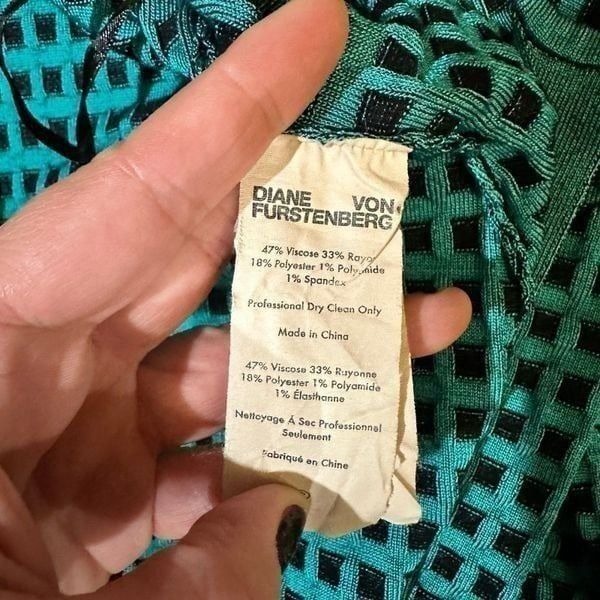 DIANE VON
FURSTENBERG
47% Viscose 33% Rayon
18% Polyester 1% Polyamide
1% Spandex
Professional Dry Clean Only
Made in China
47% Viscose 33% Rayonne
18% Polyester 1% Polyamide
1% Élasthanne
Nettoyage À Sec Professionnel
Seulement
Fabriqué en Chine